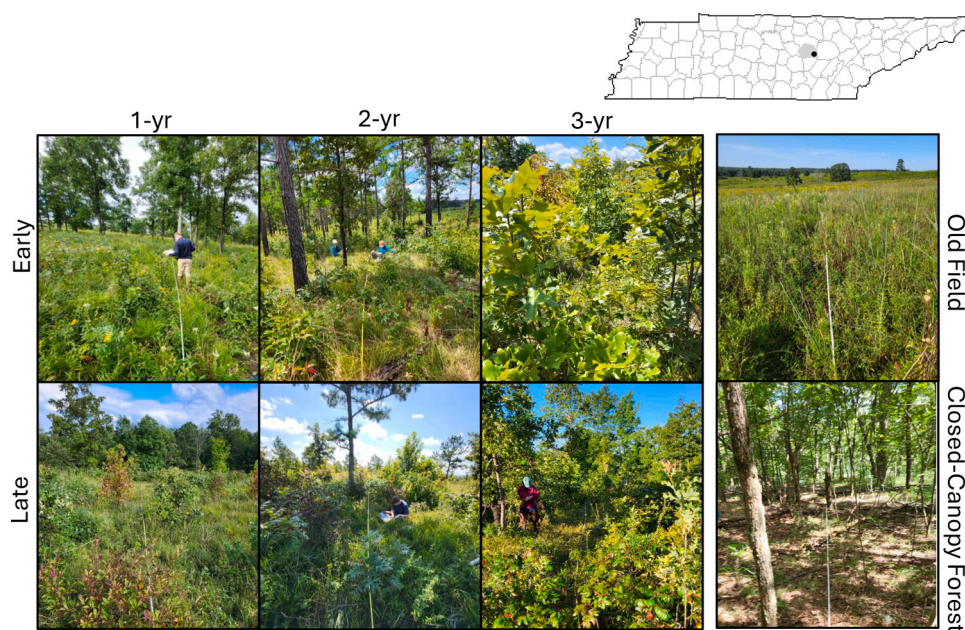 1-yr
2-yr
3-yr
Early
Old Field
Late
Closed-Canopy Forest